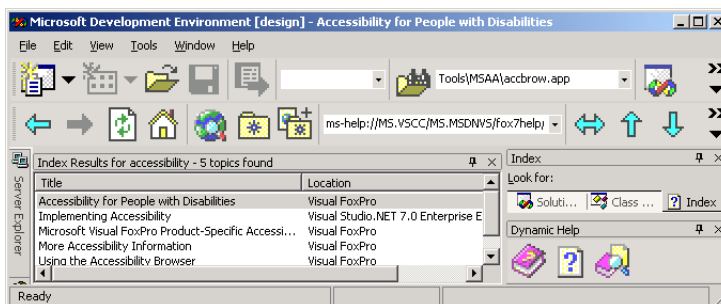 Microsoft Development Environment [design] - Accessibility for People with Disabilities
File Edit View Tools Window Help
Tools\MSAA\accbrow.app
ms-help://MS.VSCC/MS.MSDNVS/fox7help/
Server Explorer
Index Results for accessibility - 5 topics found
Title Location
Accessibility for People with Disabilities Visual FoxPro
Implementing Accessibility Visual Studio.NET 7.0 Enterprise E
Microsoft Visual FoxPro Product-Specific Accessi... Visual FoxPro
More Accessibility Information Visual FoxPro
Using the Accessibility Browser Visual FoxPro
Index
Look for:
Soluti... Class ... Index
Dynamic Help
Ready